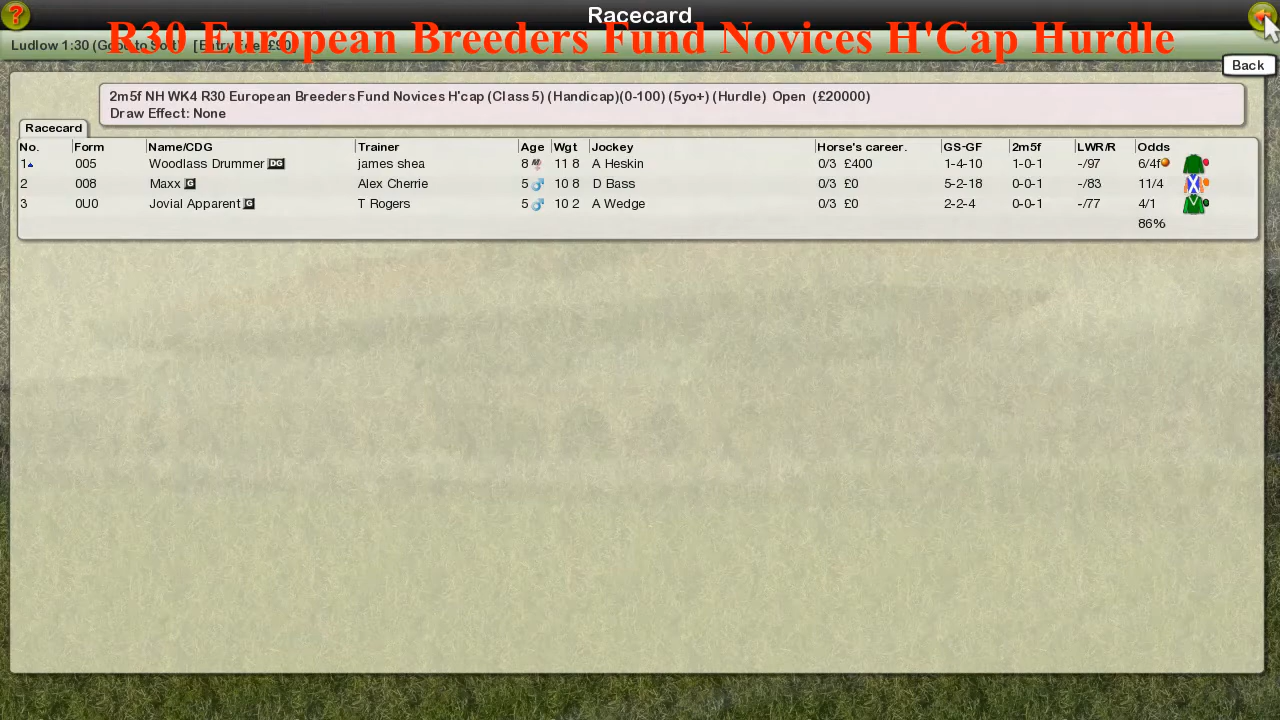 Racecard
R30 European Breeders Fund Novices H'Cap Hurdle
Ludlow 1:30 (Good to Soft) [Entry Fee: £90]
Back
2m5f NH WK4 R30 European Breeders Fund Novices H'cap (Class 5) (Handicap)(0-100) (5yo+) (Hurdle) Open (£20000)
Draw Effect: None
Racecard
No. Form Name/CDG Trainer Age Wgt Jockey Horse's career. GS-GF 2m5f LWR/R Odds
1 005 Woodlass Drummer DG james shea 8 11 8 A Heskin 0/3 £400 1-4-10 1-0-1 -/97 6/4f
2 008 Maxx G Alex Cherrie 5 10 8 D Bass 0/3 £0 5-2-18 0-0-1 -/83 11/4
3 0U0 Jovial Apparent G T Rogers 5 10 2 A Wedge 0/3 £0 2-2-4 0-0-1 -/77 4/1
86%